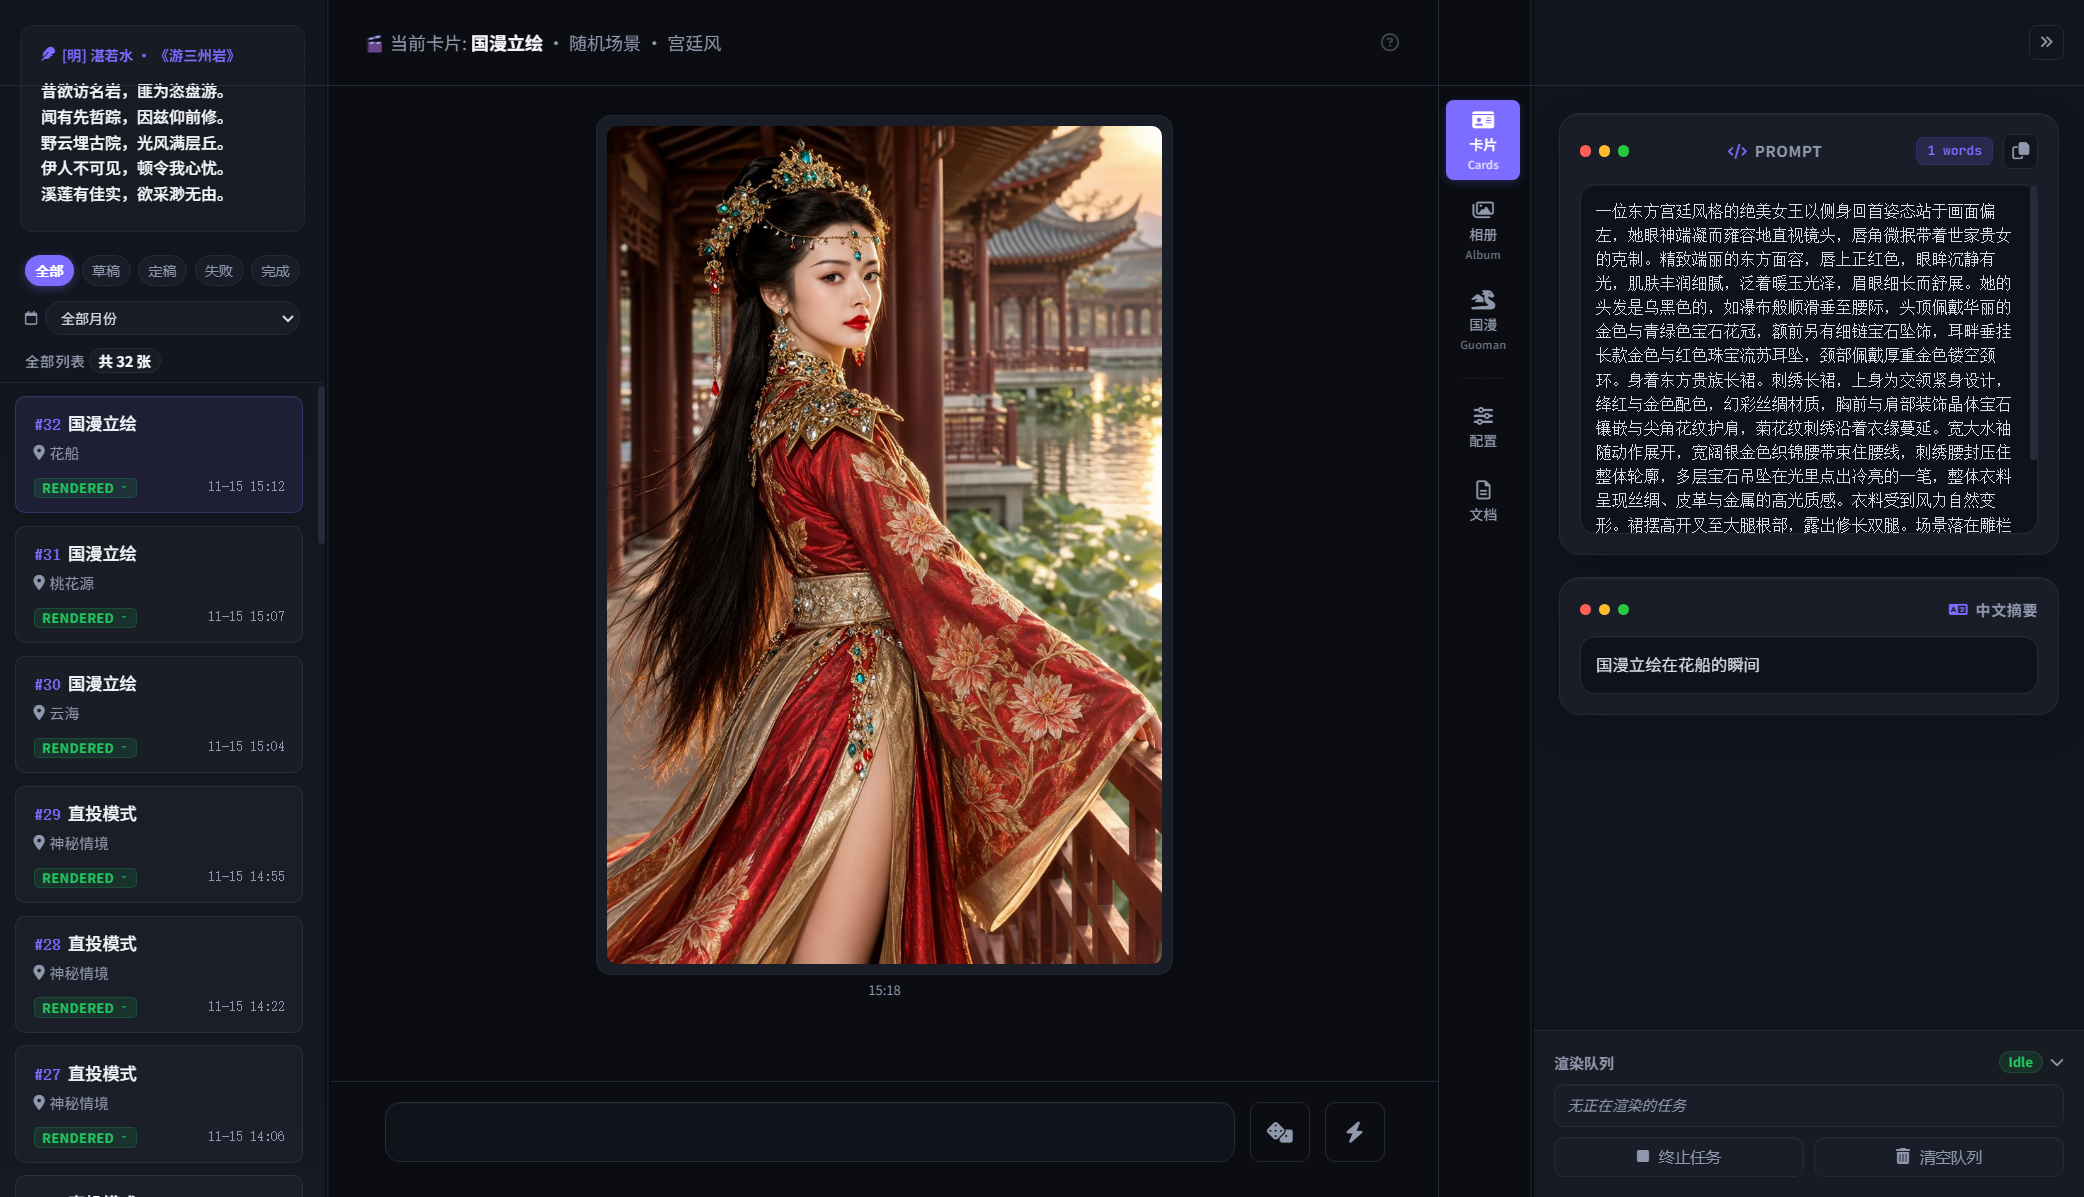 [明] 湛若水 · 《游三州岩》
昔欲访名岩，匪为恣盘游。
闻有先哲踪，因兹仰前修。
野云埋古院，光风满层丘。
伊人不可见，顿令我心忧。
溪莲有佳实，欲采渺无由。
全部 草稿 定稿 失败 完成
全部月份
全部列表 共 32 张
#32 国漫立绘
花船
RENDERED - 11-15 15:12
#31 国漫立绘
桃花源
RENDERED - 11-15 15:07
#30 国漫立绘
云海
RENDERED - 11-15 15:04
#29 直投模式
神秘情境
RENDERED - 11-15 14:55
#28 直投模式
神秘情境
RENDERED - 11-15 14:22
#27 直投模式
神秘情境
RENDERED - 11-15 14:06
当前卡片: 国漫立绘 • 随机场景 • 宫廷风
15:18
卡片
Cards
相册
Album
国漫
Guoman
配置
文档
</> PROMPT 1 words
一位东方宫廷风格的绝美女王以侧身回首姿态站于画面偏
左，她眼神端凝而雍容地直视镜头，唇角微抿带着世家贵女
的克制。精致端丽的东方面容，唇上正红色，眼眸沉静有
光，肌肤丰润细腻，泛着暖玉光泽，眉眼细长而舒展。她的
头发是乌黑色的，如瀑布般顺滑垂至腰际，头顶佩戴华丽的
金色与青绿色宝石花冠，额前另有细链宝石坠饰，耳畔垂挂
长款金色与红色珠宝流苏耳坠，颈部佩戴厚重金色镂空颈
环。身着东方贵族长裙。刺绣长裙，上身为交领紧身设计，
绛红与金色配色，幻彩丝绸材质，胸前与肩部装饰晶体宝石
镶嵌与尖角花纹护肩，菊花纹刺绣沿着衣缘蔓延。宽大水袖
随动作展开，宽阔银金色织锦腰带束住腰线，刺绣腰封压住
整体轮廓，多层宝石吊坠在光里点出冷亮的一笔，整体衣料
呈现丝绸、皮革与金属的高光质感。衣料受到风力自然变
形。裙摆高开叉至大腿根部，露出修长双腿。场景落在雕栏
中文摘要
国漫立绘在花船的瞬间
渲染队列 Idle
无正在渲染的任务
终止任务 清空队列